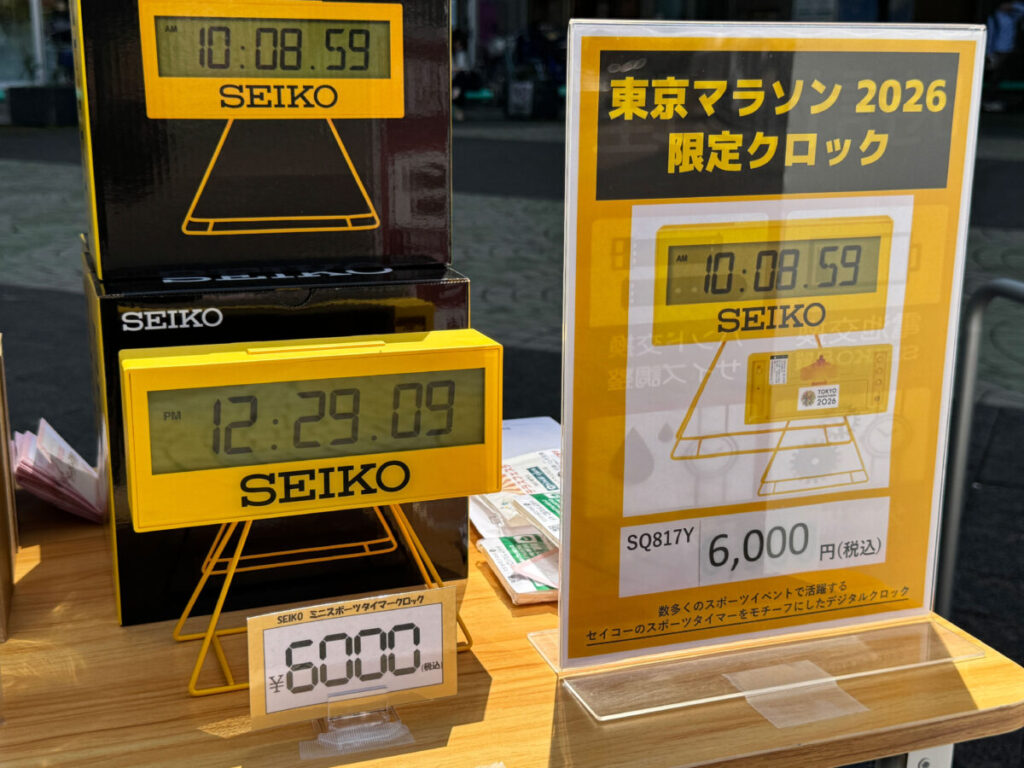 AM 10:08.59
SEIKO
SEIKO
PM 12:29.09
SEIKO
SEIKO ミニスポーツタイマークロック
¥6000(税込)
東京マラソン 2026
限定クロック
AM 10:08.59
SEIKO
TOKYO
MARATHON
2026
SQ817Y 6,000 円(税込)
数多くのスポーツイベントで活躍する
セイコーのスポーツタイマーをモチーフにしたデジタルクロック